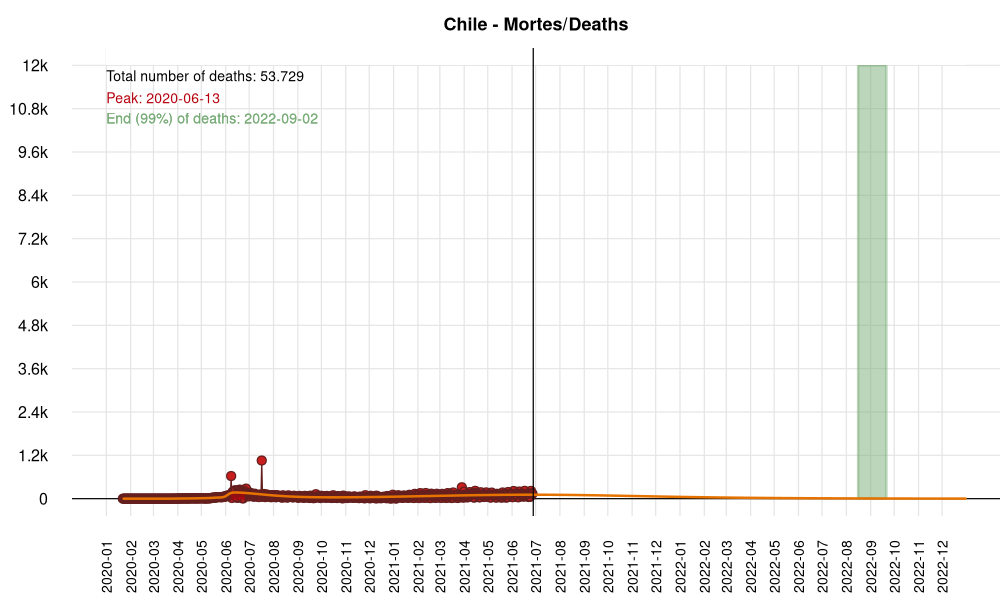 Chile - Mortes/Deaths
Total number of deaths: 53.729
Peak: 2020-06-13
End (99%) of deaths: 2022-09-02
12k
10.8k
9.6k
8.4k
7.2k
6k
4.8k
3.6k
2.4k
1.2k
0
2020-01
2020-02
2020-03
2020-04
2020-05
2020-06
2020-07
2020-08
2020-09
2020-10
2020-11
2020-12
2021-01
2021-02
2021-03
2021-04
2021-05
2021-06
2021-07
2021-08
2021-09
2021-10
2021-11
2021-12
2022-01
2022-02
2022-03
2022-04
2022-05
2022-06
2022-07
2022-08
2022-09
2022-10
2022-11
2022-12